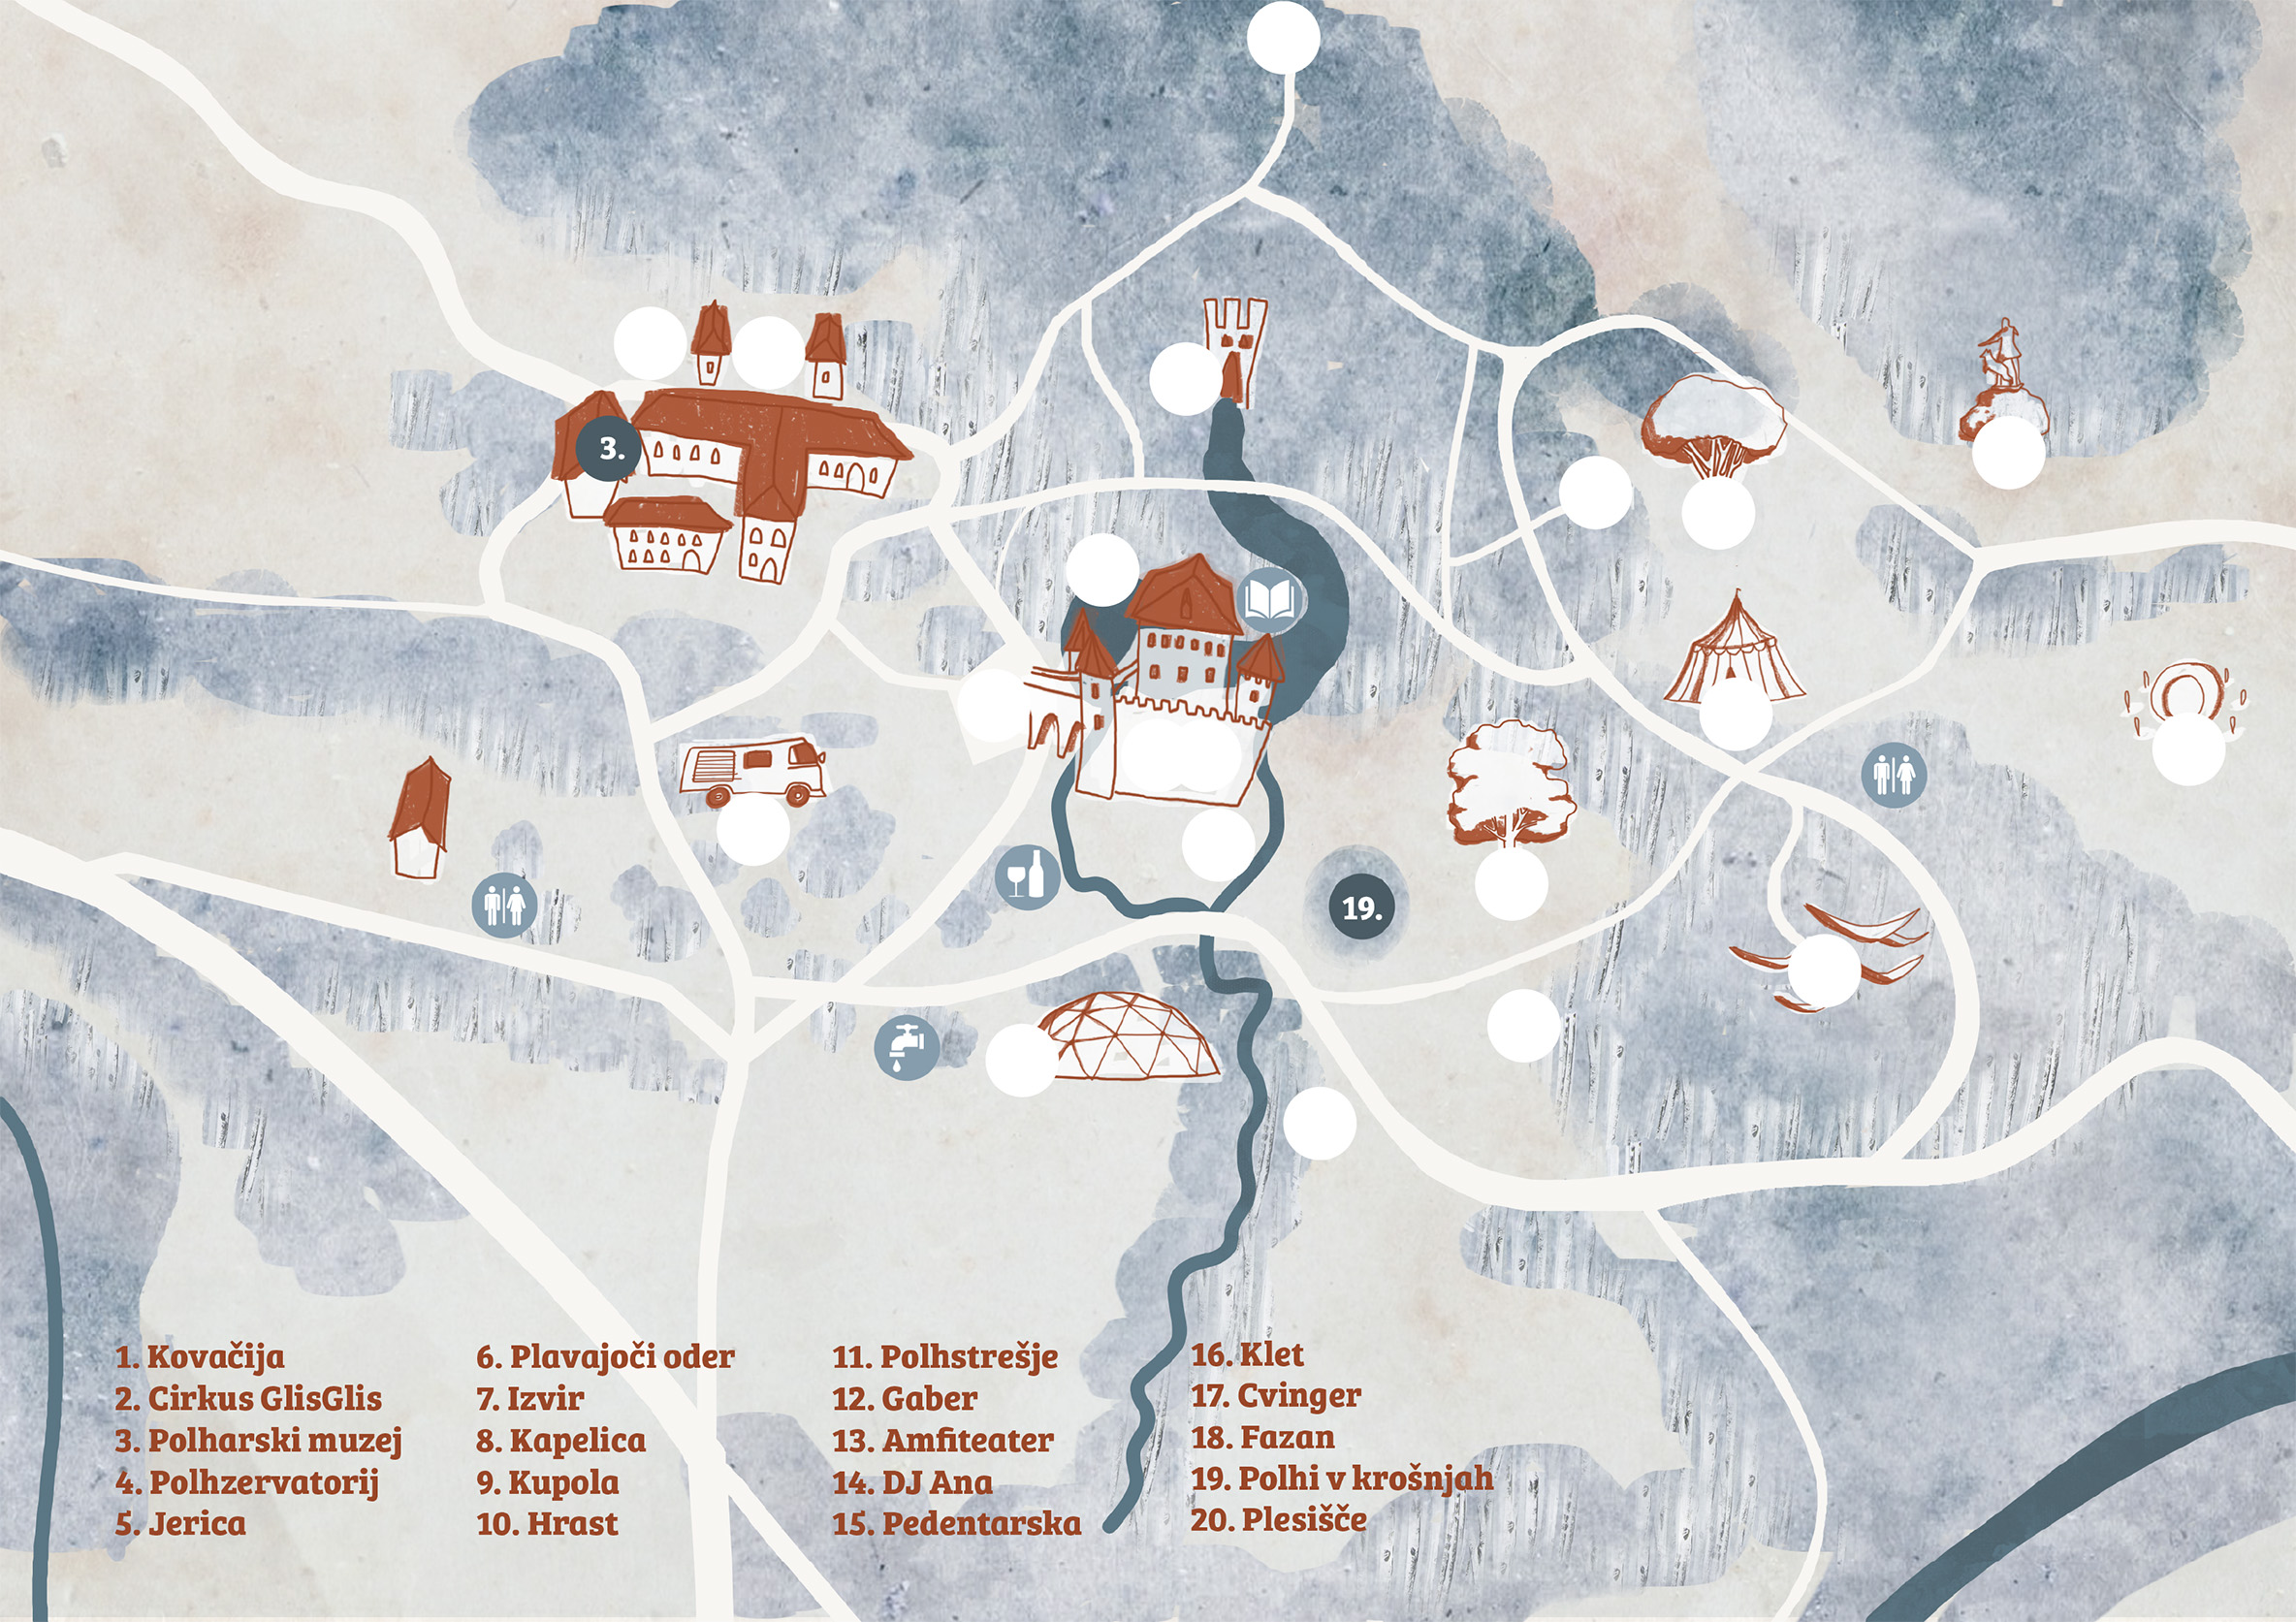 3.
19.
1. Kovačija
2. Cirkus GlisGlis
3. Polharski muzej
4. Polhzervatorij
5. Jerica
6. Plavajoči oder
7. Izvir
8. Kapelica
9. Kupola
10. Hrast
11. Polhstrešje
12. Gaber
13. Amfiteater
14. DJ Ana
15. Pedentarska
16. Klet
17. Cvinger
18. Fazan
19. Polhi v krošnjah
20. Plesišče